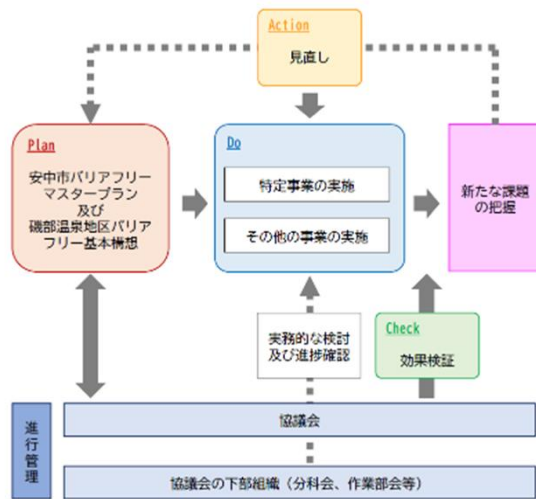 Action
見直し
Plan
安中市バリアフリー
マスタープラン
及び
磯部温泉地区バリア
フリー基本構想
Do
特定事業の実施
その他の事業の実施
新たな課題
の把握
実務的な検討
及び進捗確認
Check
効果検証
進行管理
協議会
協議会の下部組織（分科会、作業部会等）